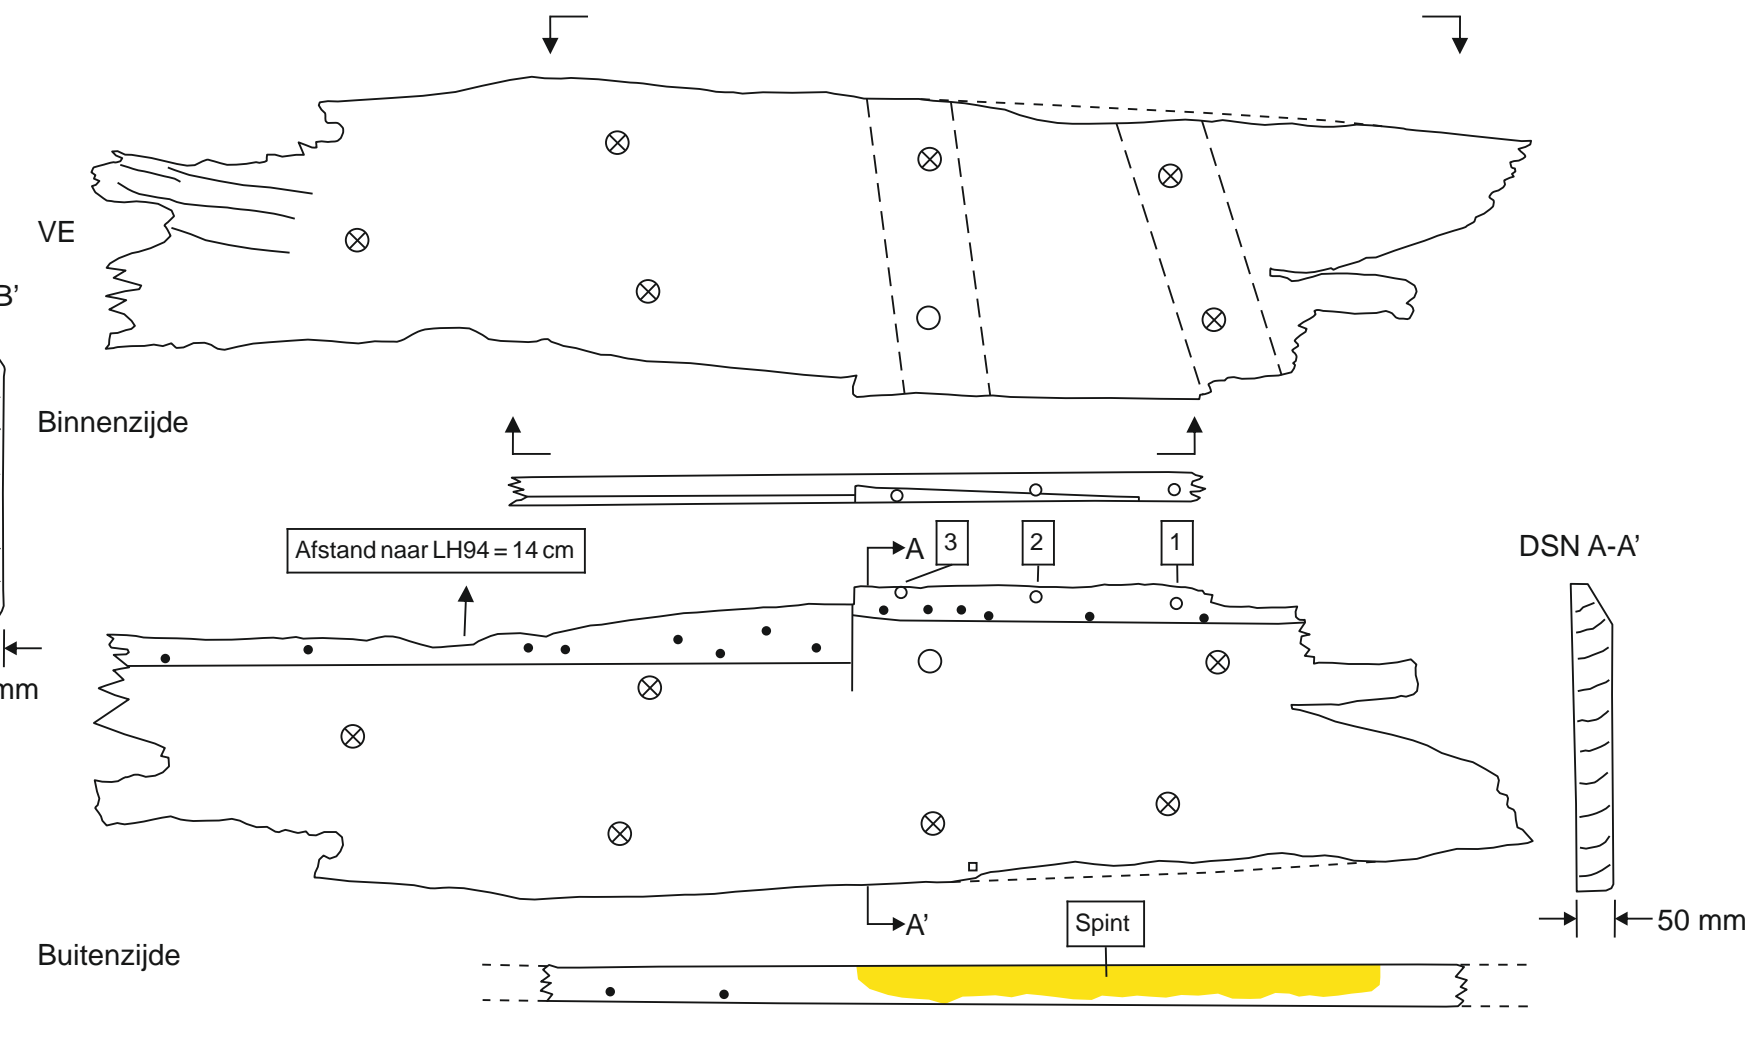 VE
B’
Binnenzijde
Afstand naar LH94 = 14 cm
A
3
2
1
DSN A-A’
mm
A’
Spint
50 mm
Buitenzijde